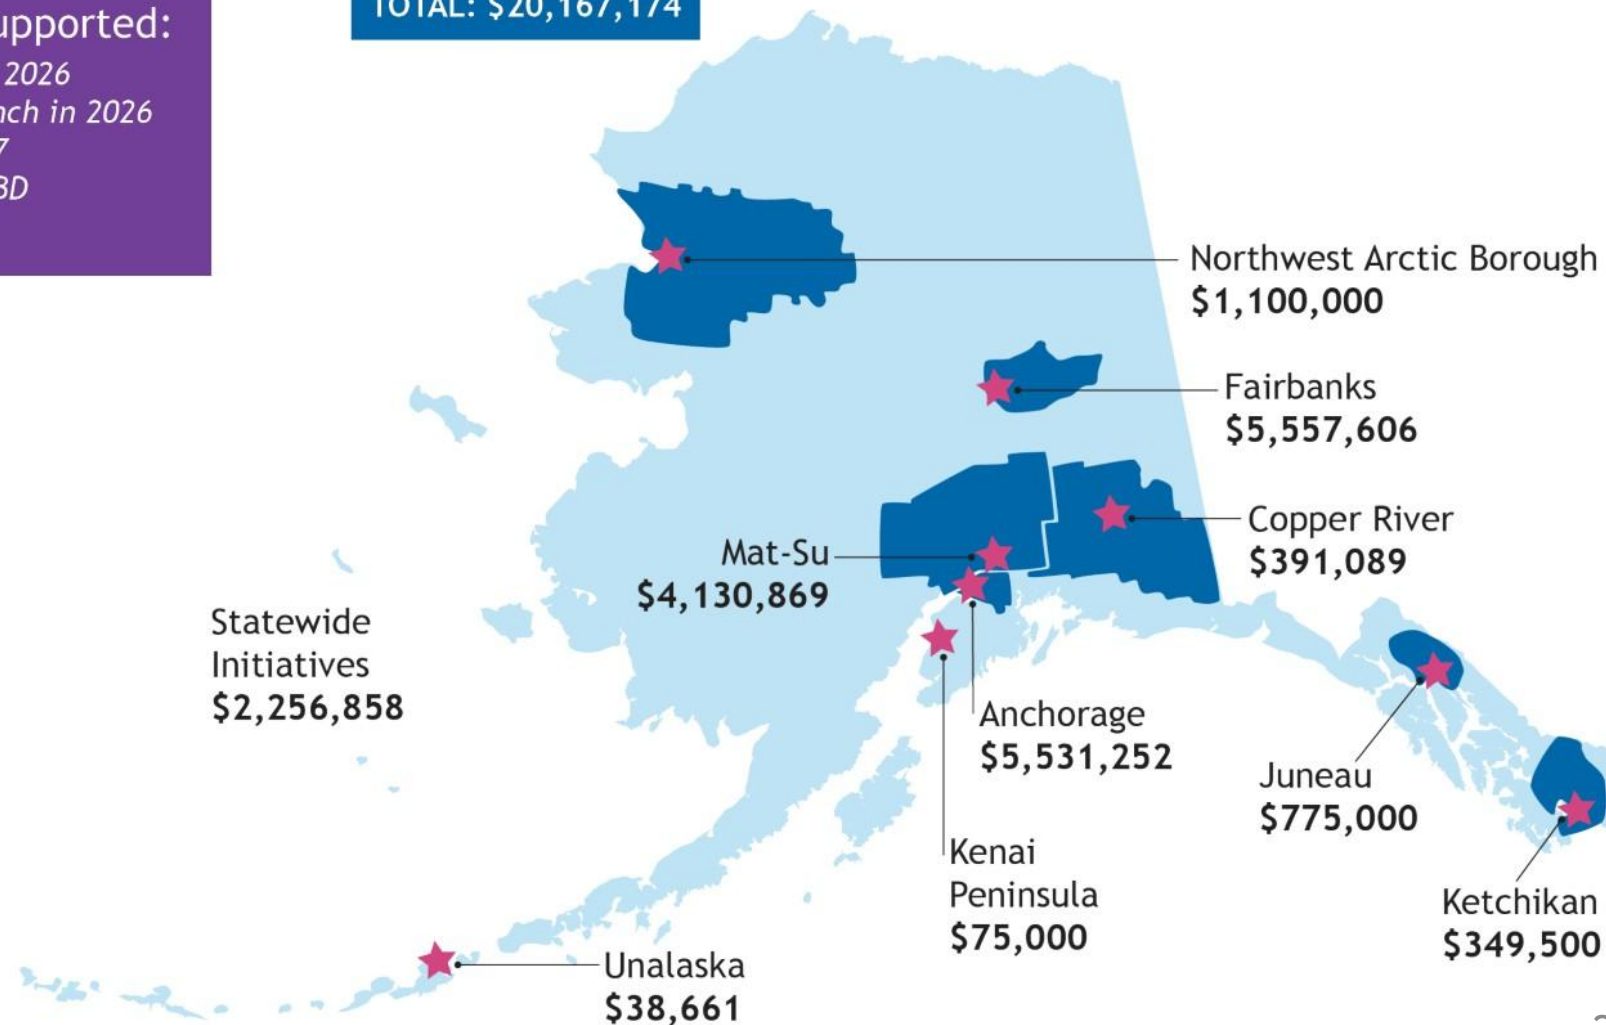 upported:
2026
nch in 2026
7
BD
TOTAL: $20,167,174
Northwest Arctic Borough
$1,100,000
Fairbanks
$5,557,606
Copper River
$391,089
Mat-Su
$4,130,869
Statewide
Initiatives
$2,256,858
Anchorage
$5,531,252
Juneau
$775,000
Kenai
Peninsula
$75,000
Ketchikan
$349,500
Unalaska
$38,661